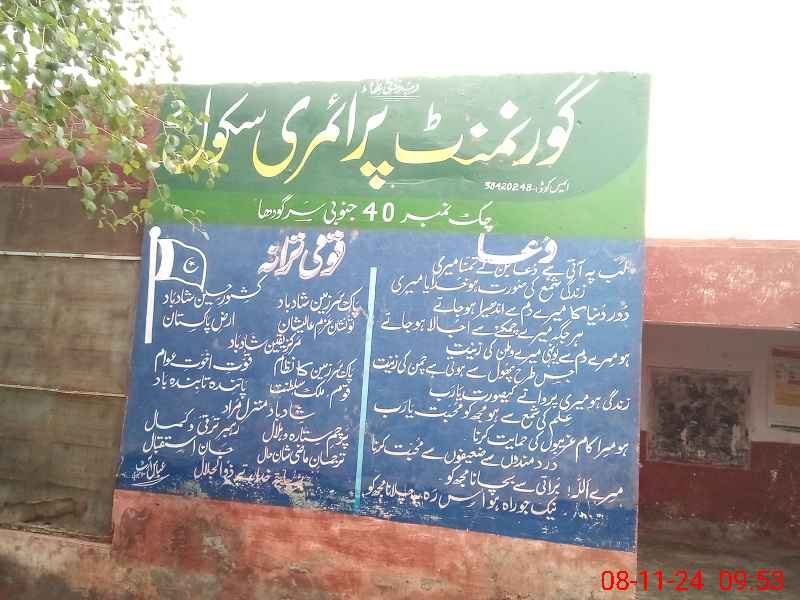 گورنمنٹ پرائمری سکول
ایمس کوڈ:- 38420248
چک نمبر 40 جنوبی سرگودھا
دُعا
لب پہ آتی ہے دُعا بن کے تمنا میری
زندگی شمع کی صورت ہو خدایا میری
دور دنیا کا میرے دم سے اندھیرا ہو جائے
ہر جگہ میرے چمکنے سے اجالا ہو جائے
ہو میرے دم سے یونہی میرے وطن کی زینت
جس طرح پھول سے ہوتی ہے چمن کی زینت
زندگی ہو میری پروانے کی صورت یارب
علم کی شمع سے ہو مجھ کو محبت یارب
ہو میرا کام غریبوں کی حمایت کرنا
درد مندوں سے ضعیفوں سے محبت کرنا
میرے اللہ! برائی سے بچانا مجھ کو
نیک جو راہ ہو اس رہ پہ چلانا مجھ کو
قومی ترانہ
پاک سرزمین شاد باد کشور حسین شاد باد
تو نشان عزم عالیشان ارض پاکستان
مرکز یقین شاد باد
پاک سرزمین کا نظام قوت اخوت عوام
قوم ملک سلطنت پائندہ تابندہ باد
شاد باد منزل مراد
پرچم ستارہ و ہلال رہبر ترقی و کمال
ترجمان ماضی شان حال جان استقبال
سایہ خدائے ذوالجلال
08-11-24 09:53